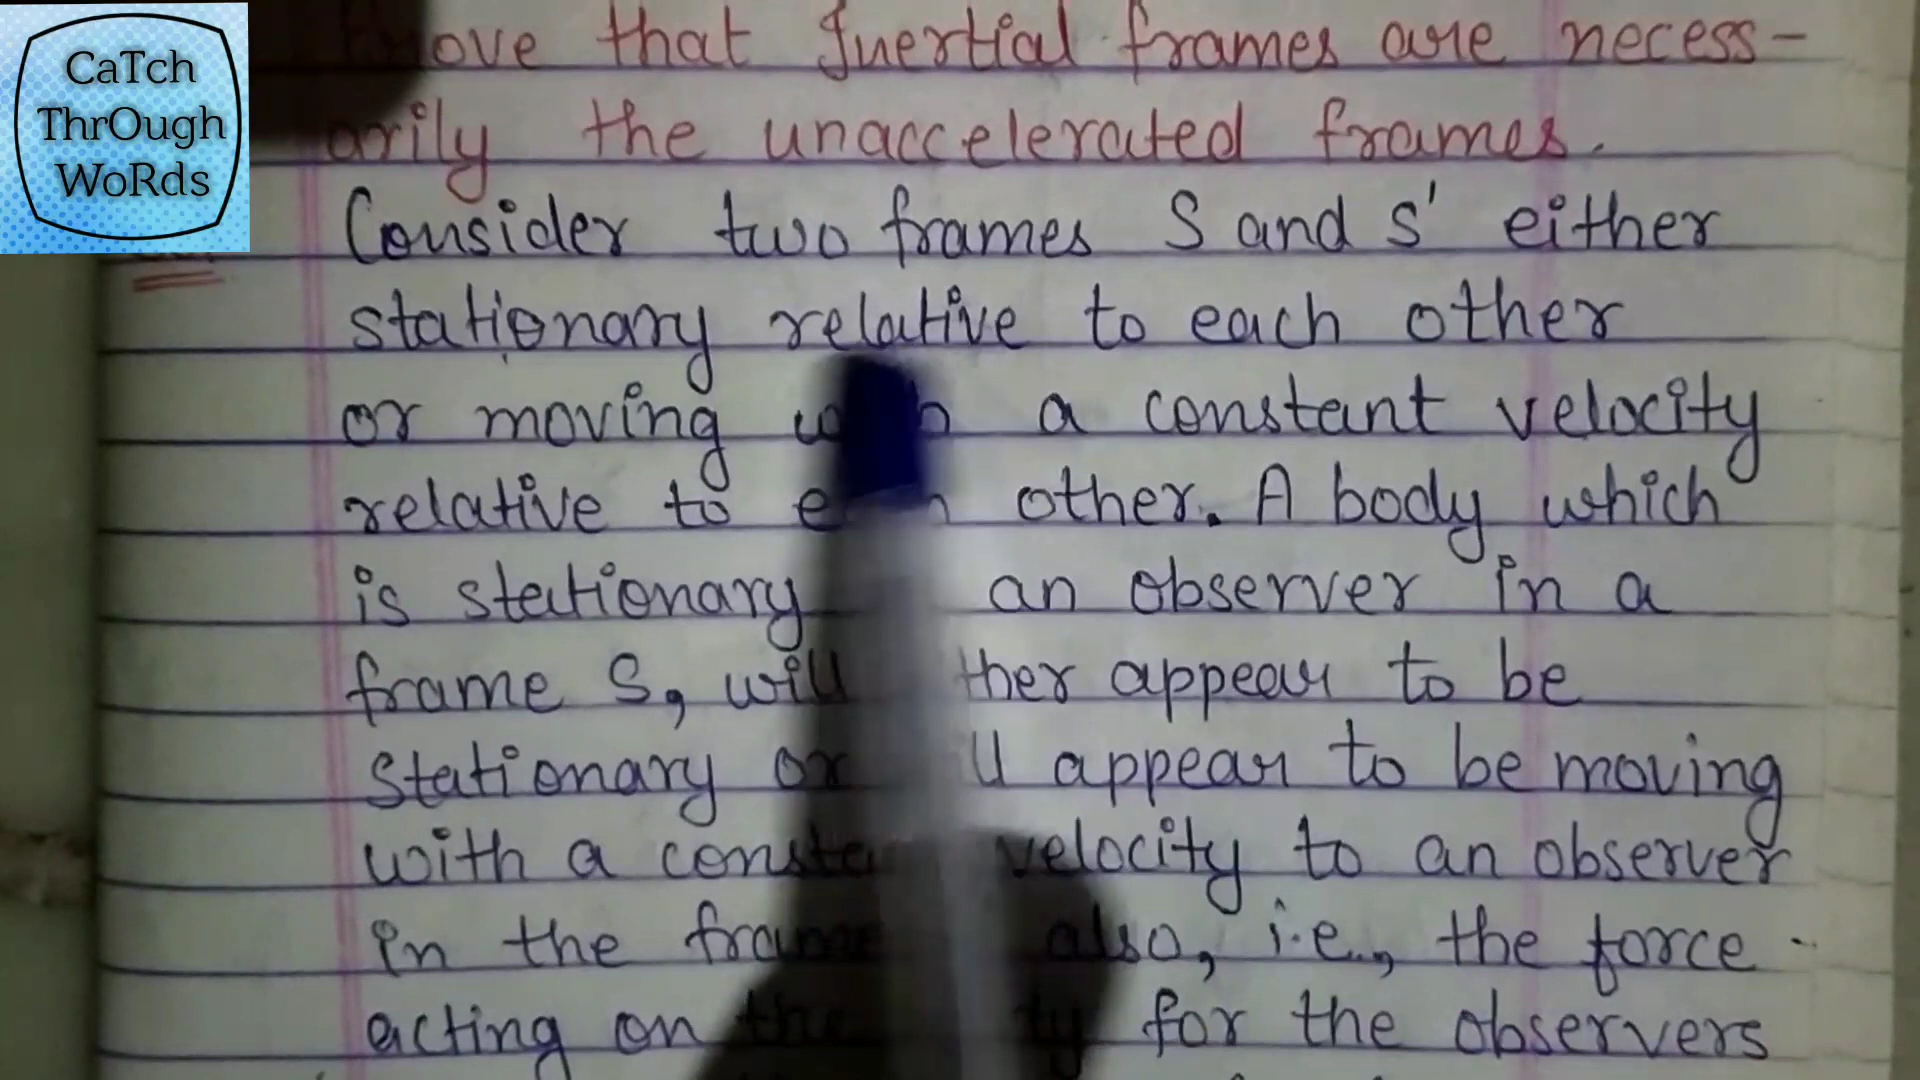 CaTch
ThrOugh
WoRds
that Inertial frames are necess-
arily the unaccelerated frames.
Consider two frames S and S' either
stationary relative to each other
or moving a constant velocity
relative to other. A body which
is stationary an observer in a
frame S, will appear to be
stationary or appear to be moving
with a velocity to an observer
in the also, i.e., the force
acting on the for the observers